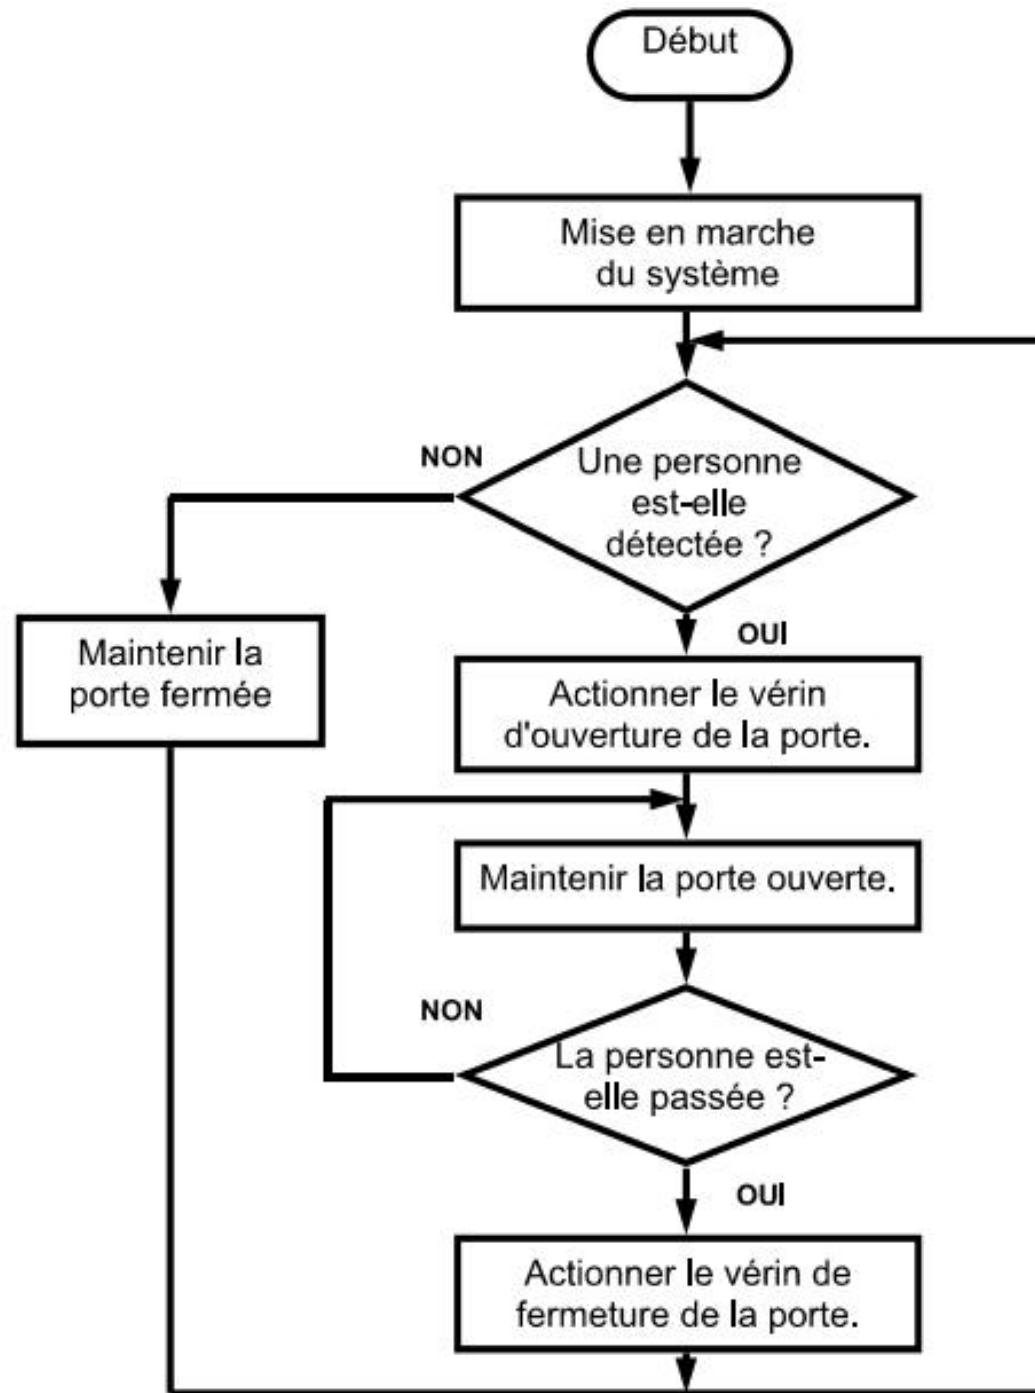 Début
Mise en marche
du système
NON
Une personne
est-elle
détectée ?
OUI
Maintenir la
porte fermée
Actionner le vérin
d'ouverture de la porte.
Maintenir la porte ouverte.
NON
La personne est-
elle passée ?
OUI
Actionner le vérin de
fermeture de la porte.